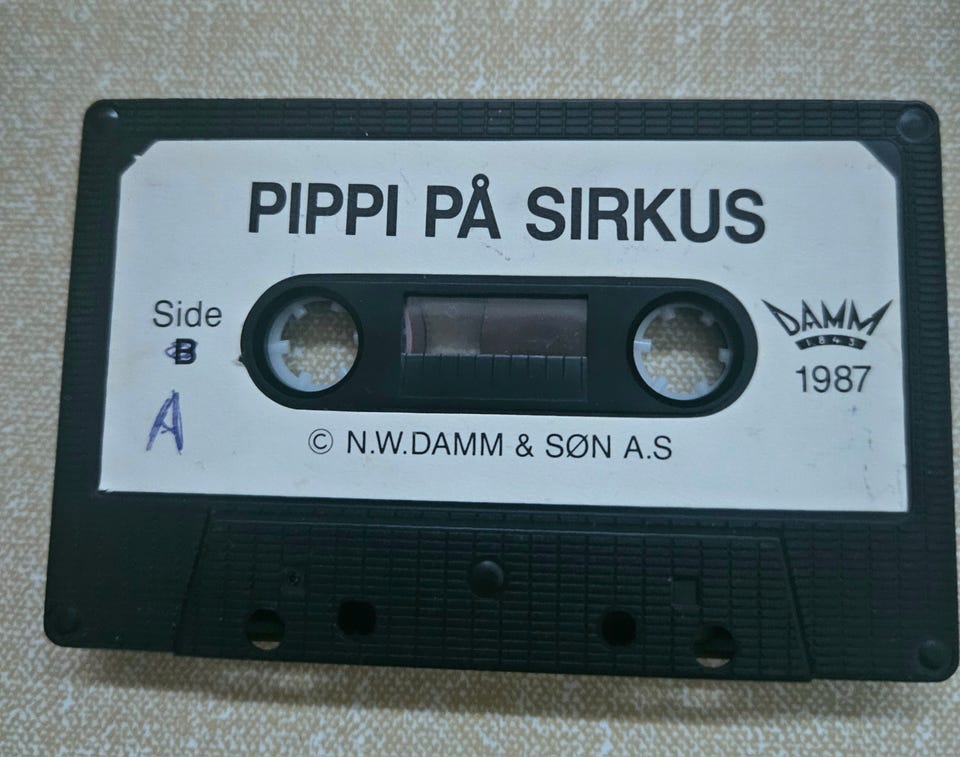 PIPPI PÅ SIRKUS
Side
B
A
DAMM
1843
1987
© N.W.DAMM & SØN A.S